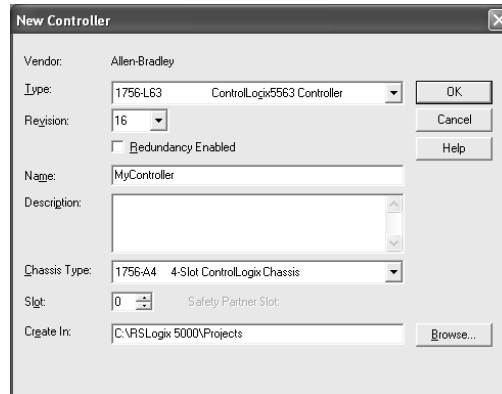 New Controller
Vendor: Allen-Bradley
Type: 1756-L63 ControlLogix5563 Controller OK
Revision: 16 Cancel
Redundancy Enabled Help
Name: MyController
Description:
Chassis Type: 1756-A4 4-Slot ControlLogix Chassis
Slot: 0 Safety Partner Slot:
Create In: C:\RSLogix 5000\Projects Browse...